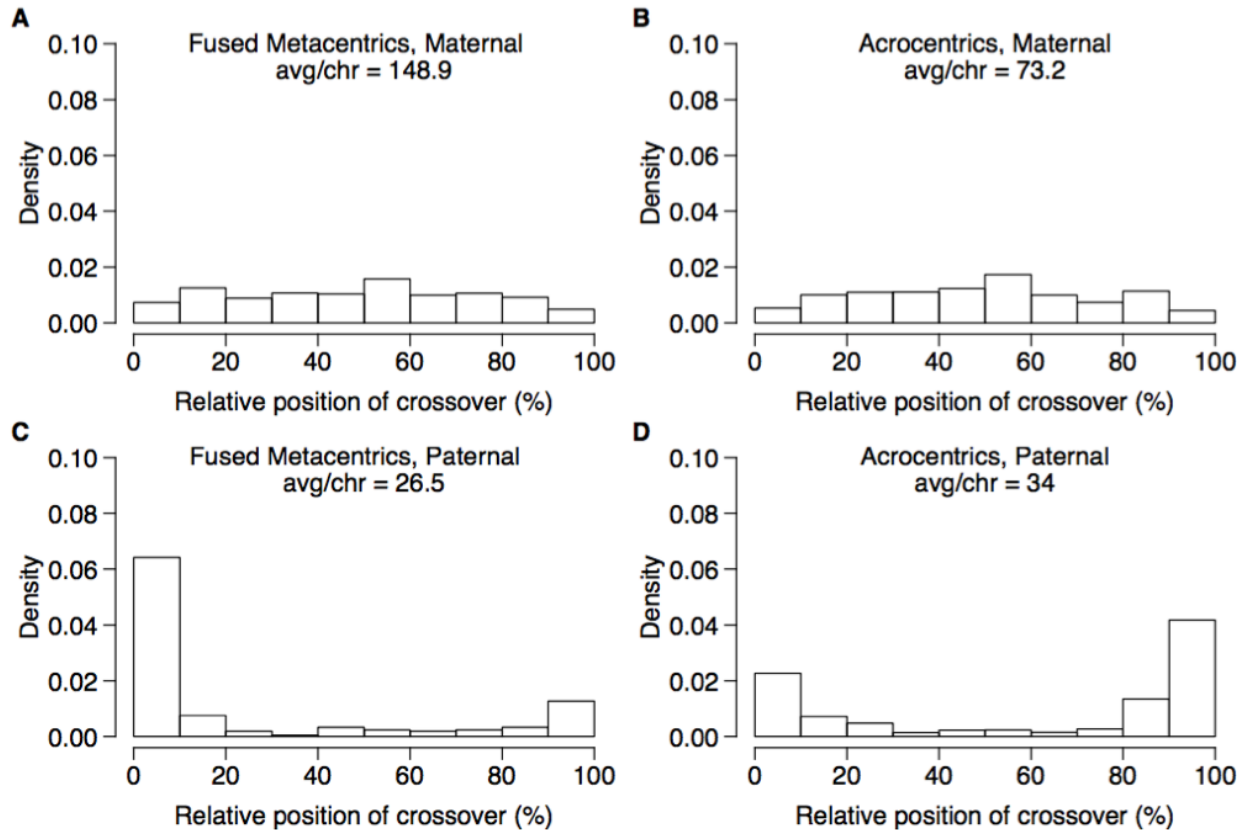 A
Fused Metacentrics, Maternal
avg/chr = 148.9
0.10
0.08
0.06
0.04
0.02
0.00
Density
0 20 40 60 80 100
Relative position of crossover (%)
B
Acrocentrics, Maternal
avg/chr = 73.2
0.10
0.08
0.06
0.04
0.02
0.00
Density
0 20 40 60 80 100
Relative position of crossover (%)
C
Fused Metacentrics, Paternal
avg/chr = 26.5
0.10
0.08
0.06
0.04
0.02
0.00
Density
0 20 40 60 80 100
Relative position of crossover (%)
D
Acrocentrics, Paternal
avg/chr = 34
0.10
0.08
0.06
0.04
0.02
0.00
Density
0 20 40 60 80 100
Relative position of crossover (%)